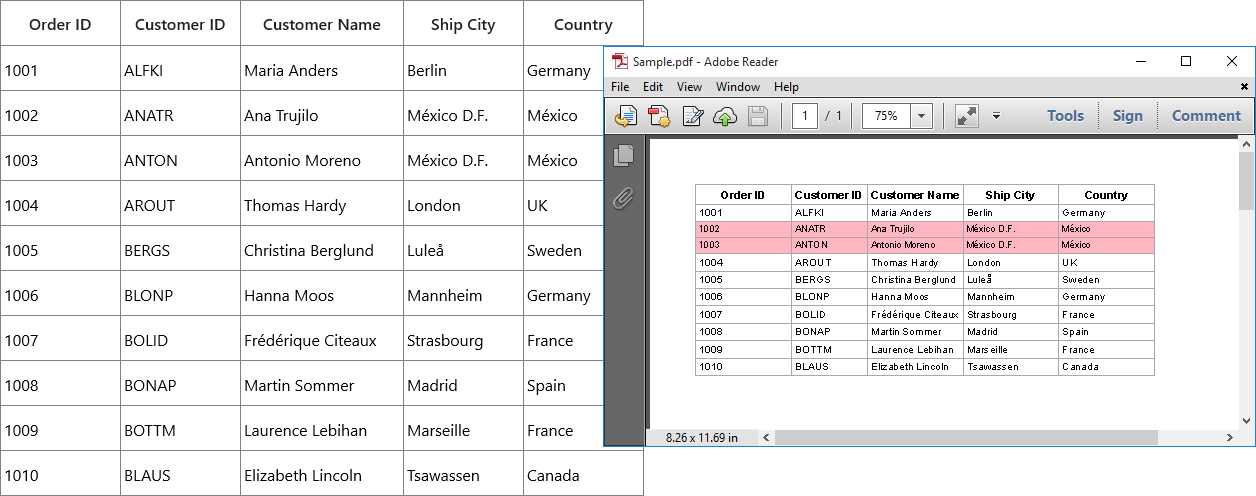 Order ID Customer ID Customer Name Ship City Country
1001 ALFKI Maria Anders Berlin Germany
1002 ANATR Ana Trujilo México D.F. México
1003 ANTON Antonio Moreno México D.F. México
1004 AROUT Thomas Hardy London UK
1005 BERGS Christina Berglund Luleå Sweden
1006 BLONP Hanna Moos Mannheim Germany
1007 BOLID Frédérique Citeaux Strasbourg France
1008 BONAP Martin Sommer Madrid Spain
1009 BOTTM Laurence Lebihan Marseille France
1010 BLAUS Elizabeth Lincoln Tsawassen Canada
Sample.pdf - Adobe Reader
File Edit View Window Help
1 / 1 75% Tools Sign Comment
Order ID Customer ID Customer Name Ship City Country
1001 ALFKI Maria Anders Berlin Germany
1002 ANATR Ana Trujilo México D.F. México
1003 ANTON Antonio Moreno México D.F. México
1004 AROUT Thomas Hardy London UK
1005 BERGS Christina Berglund Luleå Sweden
1006 BLONP Hanna Moos Mannheim Germany
1007 BOLID Frédérique Citeaux Strasbourg France
1008 BONAP Martin Sommer Madrid Spain
1009 BOTTM Laurence Lebihan Marseille France
1010 BLAUS Elizabeth Lincoln Tsawassen Canada
8.26 x 11.69 in